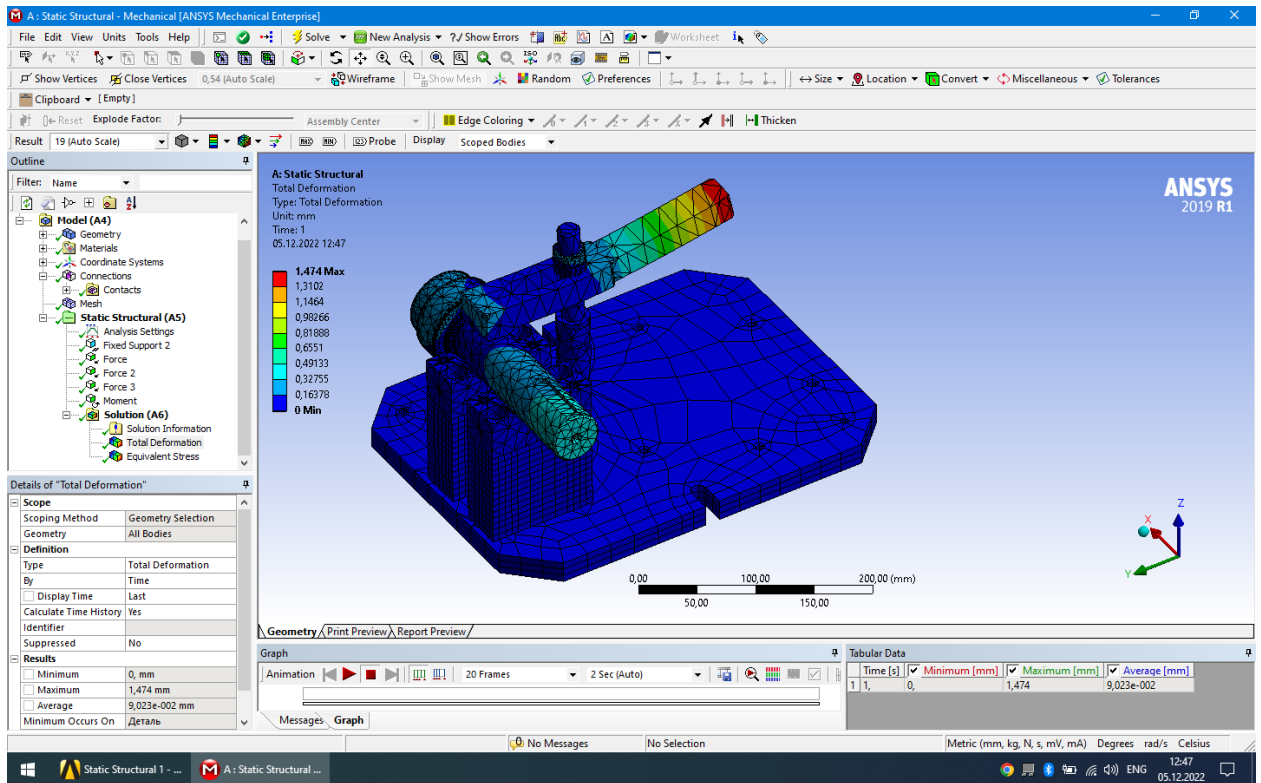 A : Static Structural - Mechanical [ANSYS Mechanical Enterprise]
File Edit View Units Tools Help Solve New Analysis ?/ Show Errors Worksheet
Show Vertices Close Vertices 0,54 (Auto Scale) Wireframe Show Mesh Random Preferences Size Location Convert Miscellaneous Tolerances
Clipboard [Empty]
Reset Explode Factor: Assembly Center Edge Coloring Thicken
Result 19 (Auto Scale) Probe Display Scoped Bodies
Outline
Filter: Name
Model (A4)
Geometry
Materials
Coordinate Systems
Connections
Contacts
Mesh
Static Structural (A5)
Analysis Settings
Fixed Support 2
Force
Force 2
Force 3
Moment
Solution (A6)
Solution Information
Total Deformation
Equivalent Stress
Details of "Total Deformation"
Scope
Scoping Method Geometry Selection
Geometry All Bodies
Definition
Type Total Deformation
By Time
Display Time Last
Calculate Time History Yes
Identifier
Suppressed No
Results
Minimum 0, mm
Maximum 1,474 mm
Average 9,023e-002 mm
Minimum Occurs On Деталь
A: Static Structural
Total Deformation
Type: Total Deformation
Unit: mm
Time: 1
05.12.2022 12:47
1,474 Max
1,3102
1,1464
0,98266
0,81888
0,6551
0,49133
0,32755
0,16378
0 Min
ANSYS
2019 R1
Z
X
Y
0,00 100,00 200,00 (mm)
50,00 150,00
Geometry Print Preview Report Preview
Graph
Animation 20 Frames 2 Sec (Auto)
Messages Graph
Tabular Data
Time [s] Minimum [mm] Maximum [mm] Average [mm]
1 1, 0, 1,474 9,023e-002
No Messages No Selection Metric (mm, kg, N, s, mV, mA) Degrees rad/s Celsius
Static Structural 1 - ... A : Static Structural ... ENG 12:47
05.12.2022